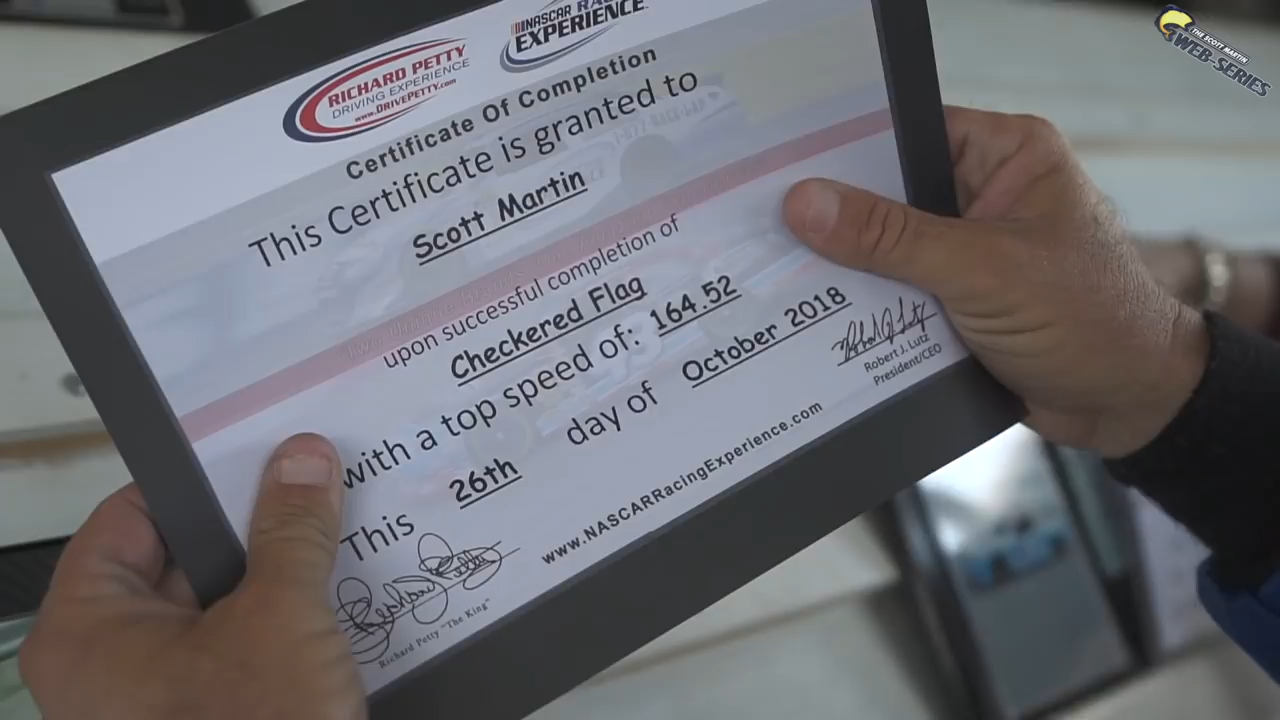 THE SCOTT MARTIN
WEB-SERIES
RICHARD PETTY
DRIVING EXPERIENCE
www.DRIVEPETTY.com
NASCAR
EXPERIENCE
Certificate Of Completion
This Certificate is granted to
Scott Martin
upon successful completion of
Checkered Flag
with a top speed of: 164.52
This 26th day of October 2018
Richard Petty "The King"
Robert J. Lutz
President/CEO
www.NASCARRacingExperience.com